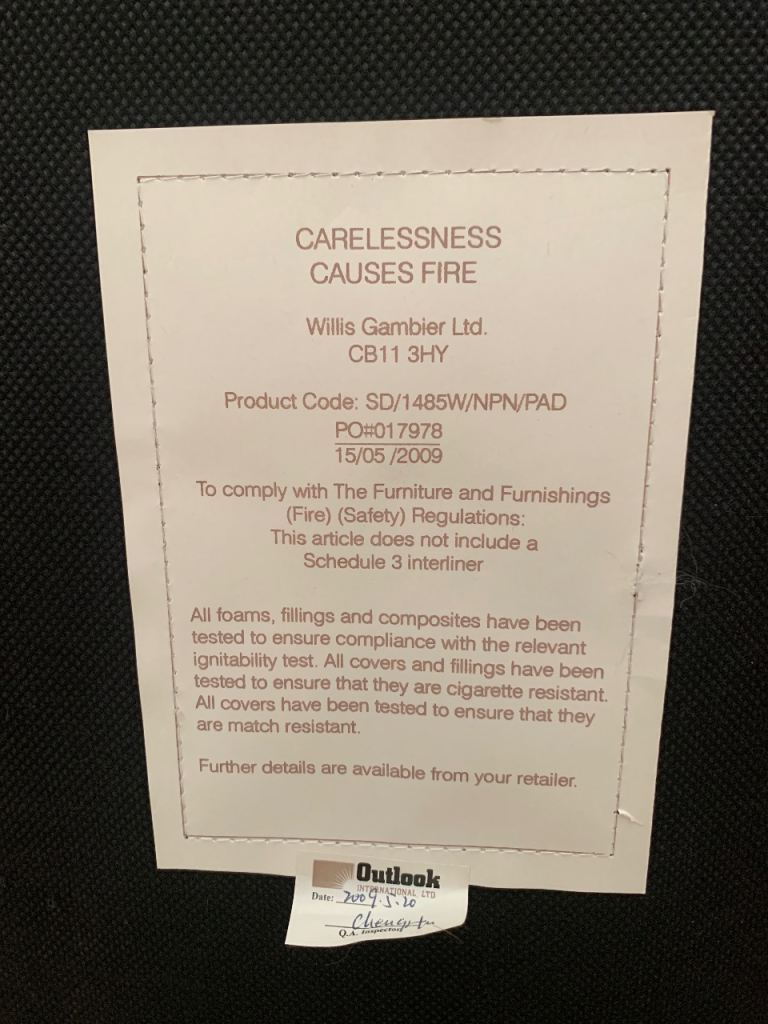 CARELESSNESS
CAUSES FIRE
Willis Gambier Ltd.
CB11 3HY
Product Code: SD/1485W/NPN/PAD
PO#017978
15/05 /2009
To comply with The Furniture and Furnishings
(Fire) (Safety) Regulations:
This article does not include a
Schedule 3 interliner
All foams, fillings and composites have been
tested to ensure compliance with the relevant
ignitability test. All covers and fillings have been
tested to ensure that they are cigarette resistant.
All covers have been tested to ensure that they
are match resistant.
Further details are available from your retailer.
Outlook
INTERNATIONAL LTD
Date: 2009.5.20
Q.A. Inspector